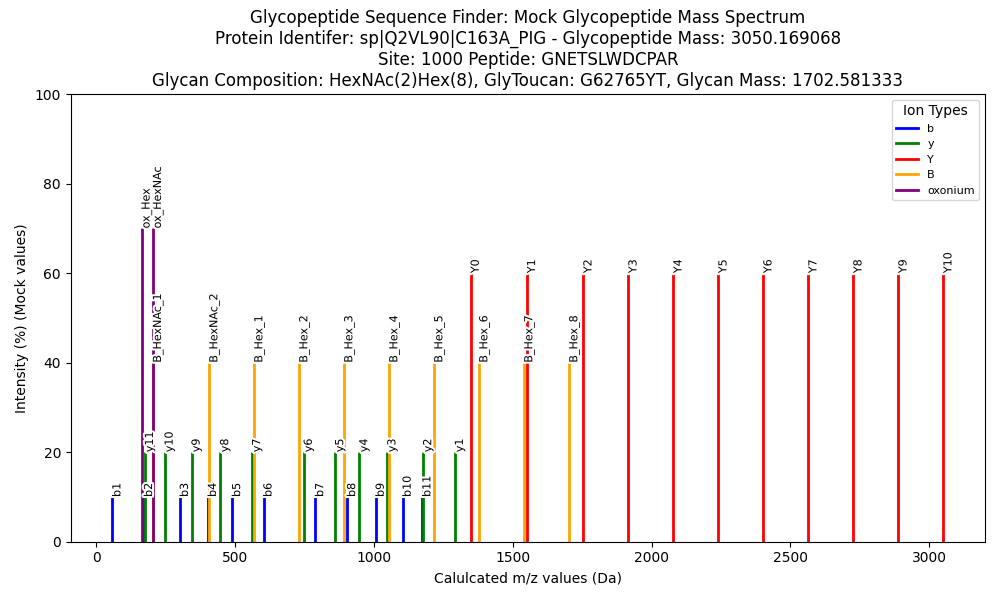 Glycopeptide Sequence Finder: Mock Glycopeptide Mass Spectrum
Protein Identifer: sp|Q2VL90|C163A_PIG - Glycopeptide Mass: 3050.169068
Site: 1000 Peptide: GNETSLWDCPAR
Glycan Composition: HexNAc(2)Hex(8), GlyToucan: G62765YT, Glycan Mass: 1702.581333
Intensity (%) (Mock values)
100
80
60
40
20
0
Ion Types
b
y
Y
B
oxonium
ox_Hex
ox_HexNAc
Y0
Y1
Y2
Y3
Y4
Y5
Y6
Y7
Y8
Y9
Y10
B_HexNAc_1
B_HexNAc_2
B_Hex_1
B_Hex_2
B_Hex_3
B_Hex_4
B_Hex_5
B_Hex_6
B_Hex_7
B_Hex_8
y11
y10
y9
y8
y7
y6
y5
y4
y3
y2
y1
b1
b2
b3
b4
b5
b6
b7
b8
b9
b10
b11
0
500
1000
1500
2000
2500
3000
Calulcated m/z values (Da)